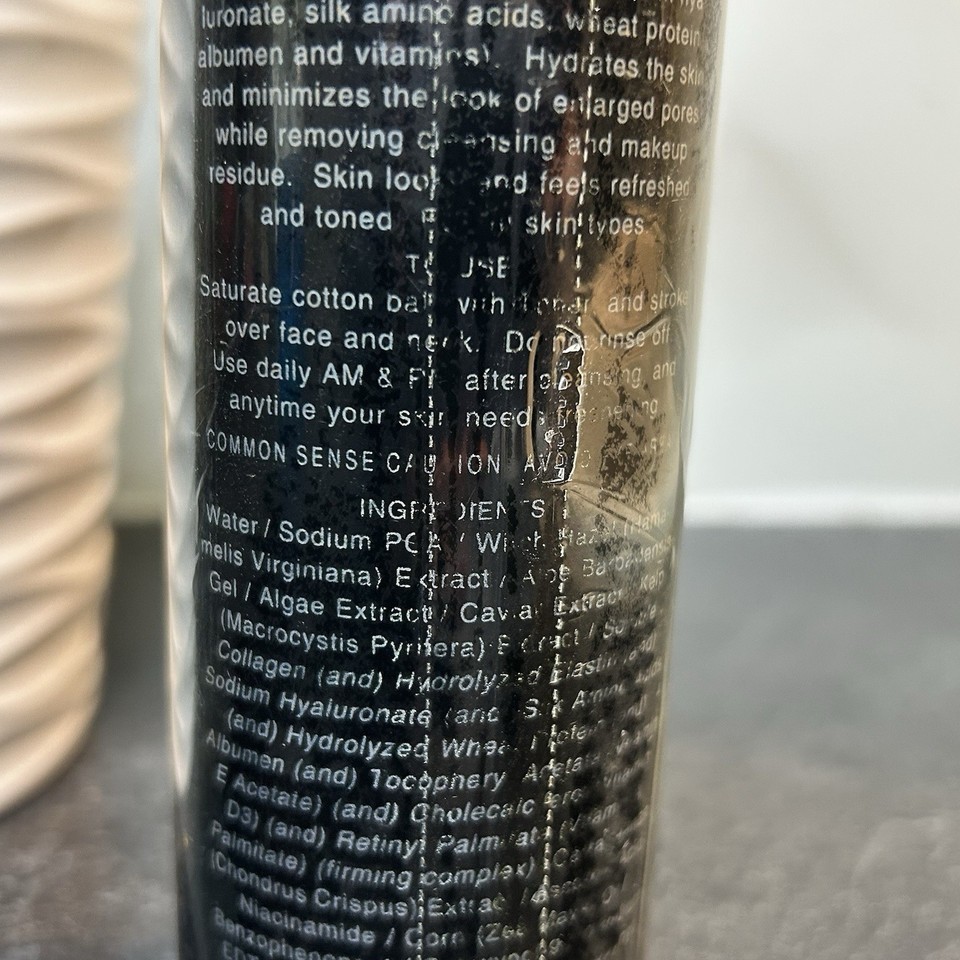 luronate, silk amino acids, wheat protein,
albumen and vitamins). Hydrates the skin
and minimizes the look of enlarged pores
while removing cleansing and makeup
residue. Skin looks and feels refreshed
and toned. skin types.
TO USE
Saturate cotton ball with toner and stroke
over face and neck. Do not rinse off.
Use daily AM & PM after cleansing and
anytime your skin needs freshening
COMMON SENSE CAUTION AVOID
INGREDIENTS
Water / Sodium PCA / Witch Hazel (Hama
melis Virginiana) Extract / Aloe Barbadensis
Gel / Algae Extract / Caviar Extract / Kelp
(Macrocystis Pyrifera) Extract /
Collagen (and) Hydrolyzed Elastin (and)
Sodium Hyaluronate (and) Silk Amino
(and) Hydrolyzed Wheat Protein
Albumen (and) Tocophery Acetate
E Acetate) (and) Cholecalciferol
D3) (and) Retinyl Palmitate
Palmitate) (firming complex)
(Chondrus Crispus) Extract /
Niacinamide / Corn (Zea Mays) Oil